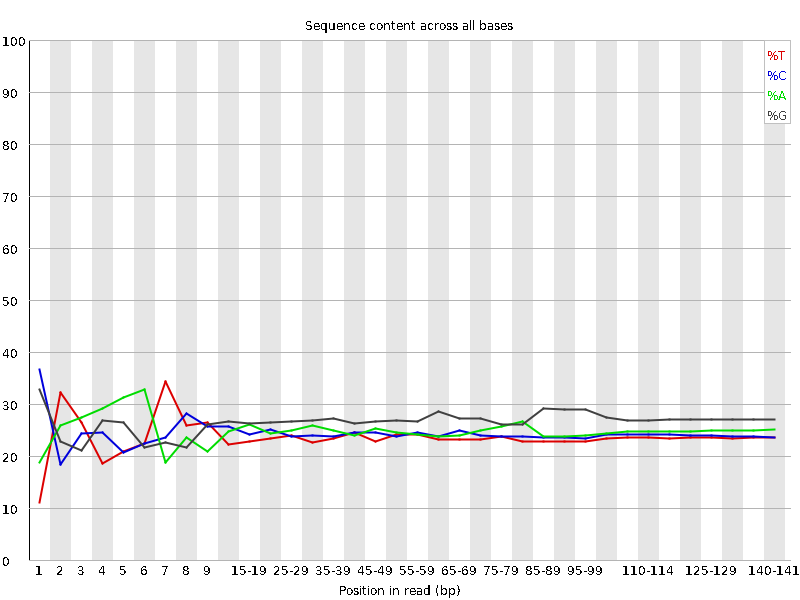 Sequence content across all bases
100
90
80
70
60
50
40
30
20
10
0
%T
%C
%A
%G
1 2 3 4 5 6 7 8 9 15-19 25-29 35-39 45-49 55-59 65-69 75-79 85-89 95-99 110-114 125-129 140-141
Position in read (bp)